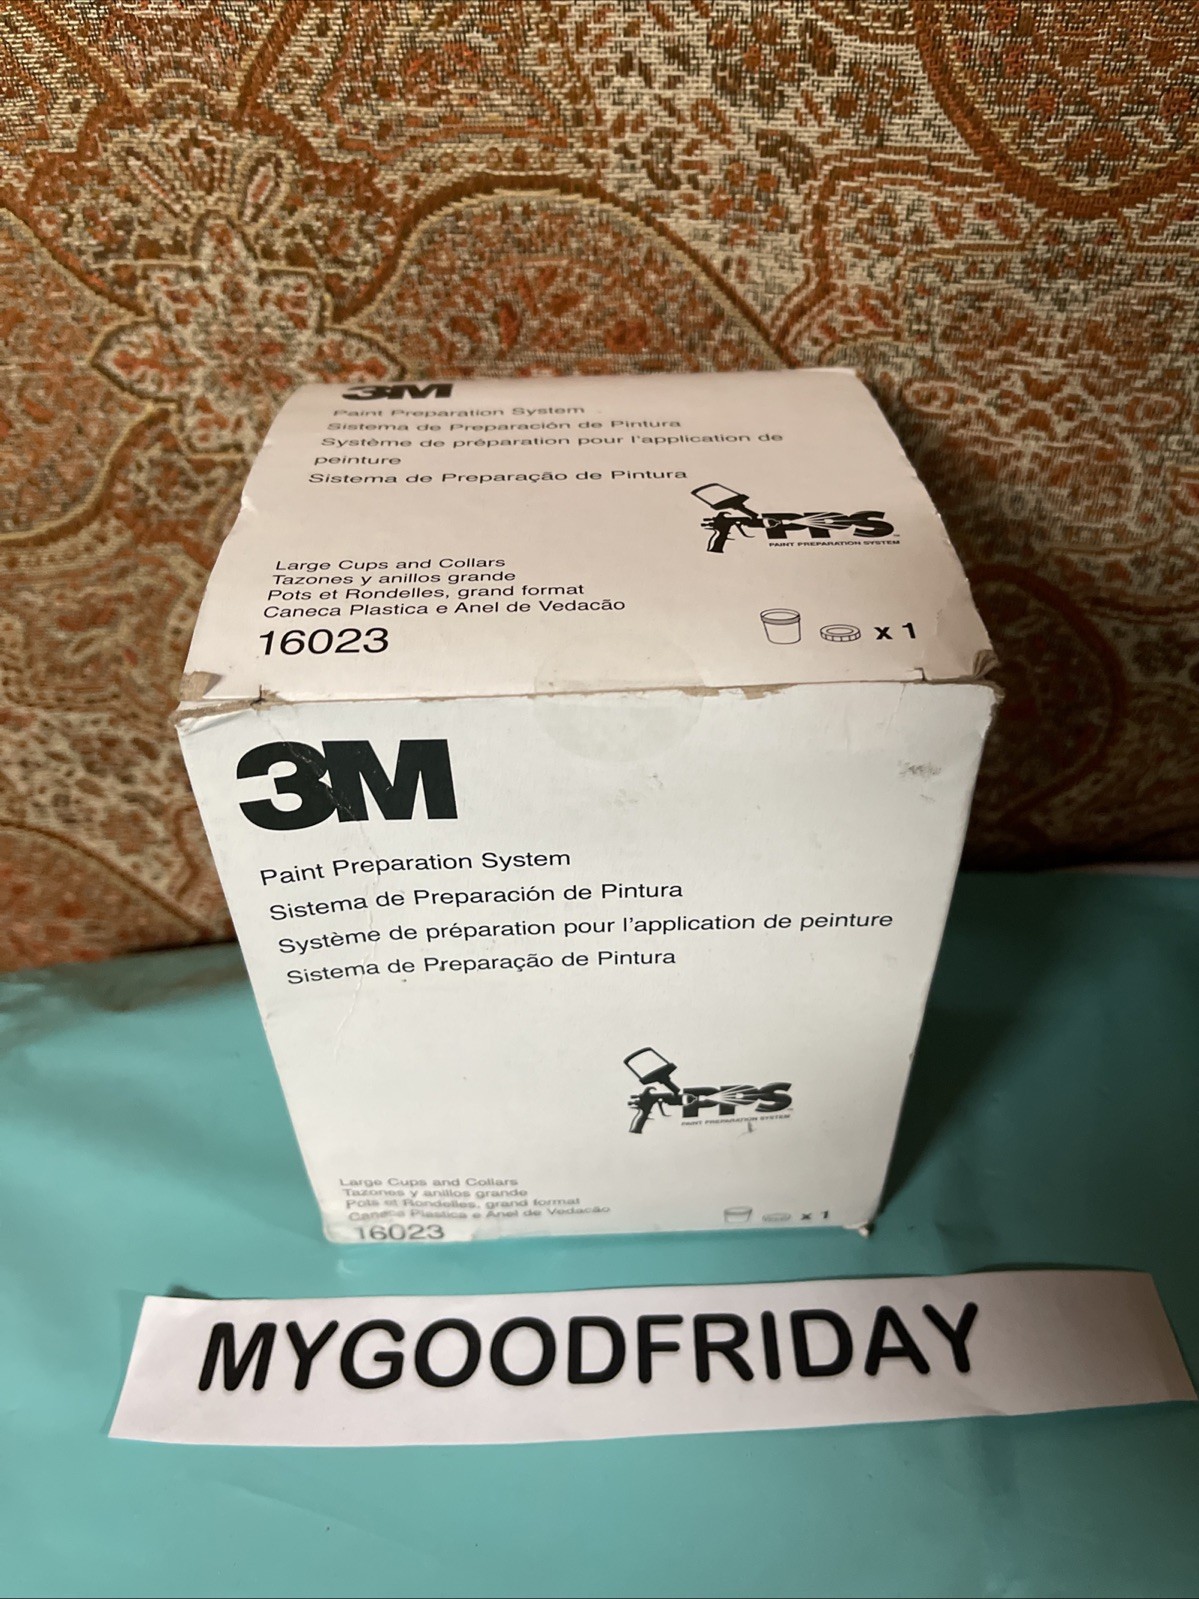 3M
Paint Preparation System
Sistema de Preparación de Pintura
Système de préparation pour l'application de
peinture
Sistema de Preparação de Pintura
PPS
PAINT PREPARATION SYSTEM
Large Cups and Collars
Tazones y anillos grande
Pots et Rondelles, grand format
Caneca Plastica e Anel de Vedacão
16023
x 1
3M
Paint Preparation System
Sistema de Preparación de Pintura
Système de préparation pour l'application de peinture
Sistema de Preparação de Pintura
PPS
PAINT PREPARATION SYSTEM
Large Cups and Collars
Tazones y anillos grande
Pots et Rondelles, grand format
Caneca Plastica e Anel de Vedacão
16023
x 1
MYGOODFRIDAY